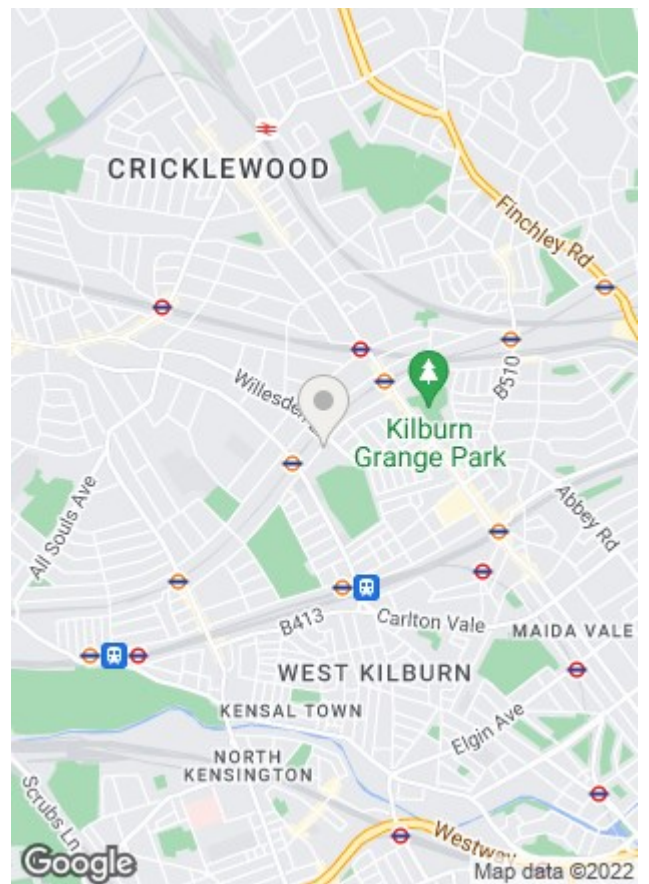 CRICKLEWOOD
Finchley Rd
B510
Willesden
Kilburn
Grange Park
All Souls Ave
Abbey Rd
B413
Carlton Vale
MAIDA VALE
WEST KILBURN
KENSAL TOWN
Elgin Ave
NORTH
KENSINGTON
Scrubs Ln
Westway
Google
Map data ©2022